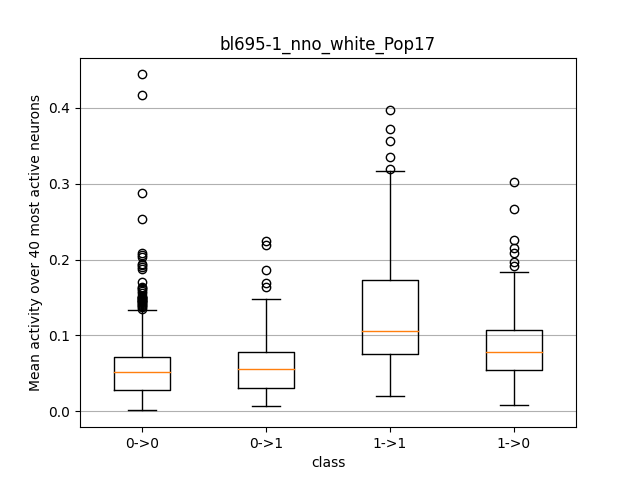 bl695-1_nno_white_Pop17
Mean activity over 40 most active neurons
0.4
0.3
0.2
0.1
0.0
0->0 0->1 1->1 1->0
class